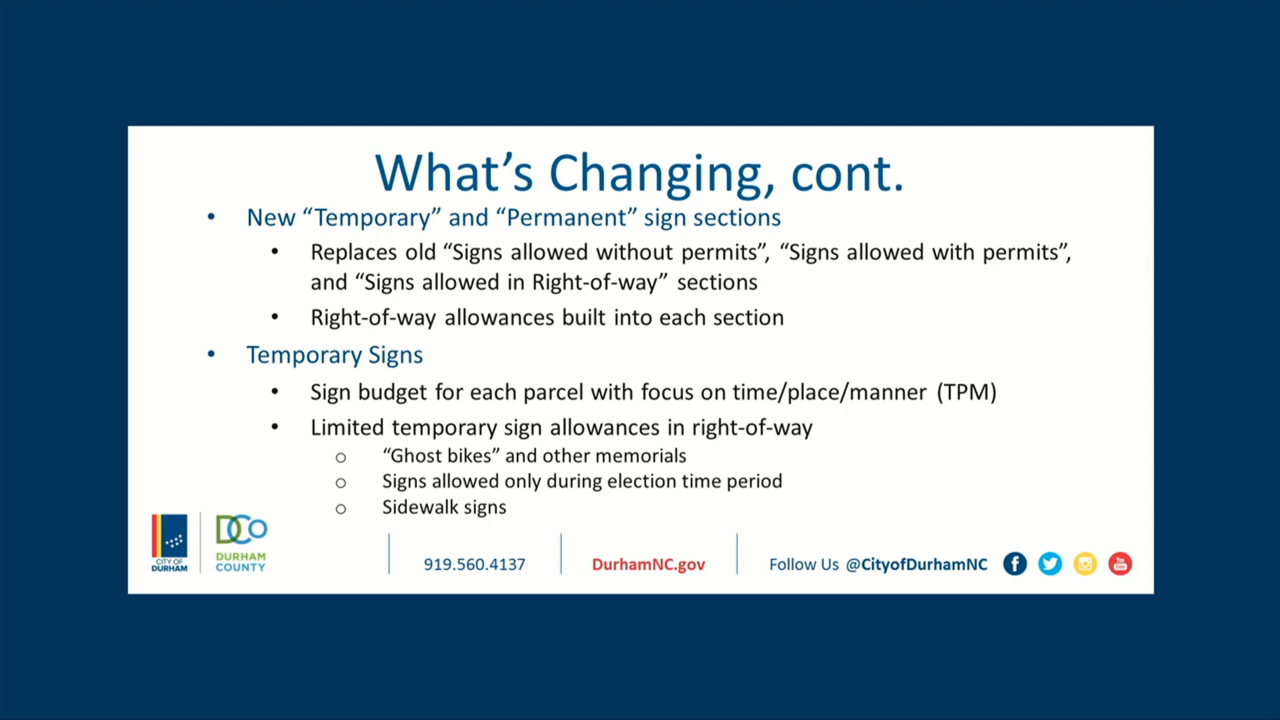 What’s Changing, cont.
• New “Temporary” and “Permanent” sign sections
• Replaces old “Signs allowed without permits”, “Signs allowed with permits”,
and “Signs allowed in Right-of-way” sections
• Right-of-way allowances built into each section
• Temporary Signs
• Sign budget for each parcel with focus on time/place/manner (TPM)
• Limited temporary sign allowances in right-of-way
o “Ghost bikes” and other memorials
o Signs allowed only during election time period
o Sidewalk signs
CITY OF
DURHAM
DCo
DURHAM
COUNTY
919.560.4137
DurhamNC.gov
Follow Us @CityofDurhamNC
You
Tube